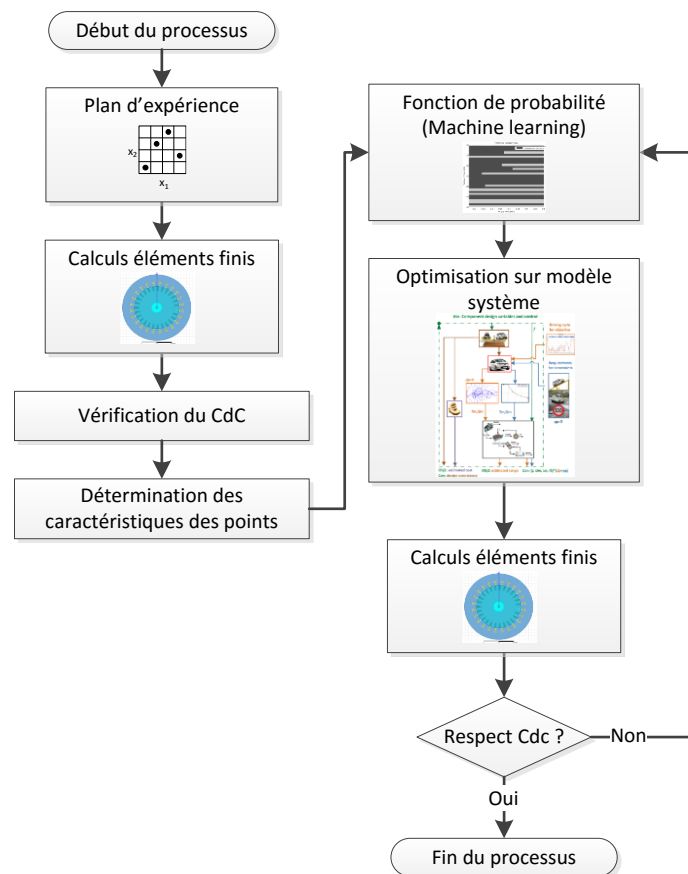 Début du processus
Plan d'expérience
x2
x1
Calculs éléments finis
Vérification du CdC
Détermination des
caractéristiques des points
Fonction de probabilité
(Machine learning)
Optimisation sur modèle
système
Calculs éléments finis
Respect Cdc ?
Non
Oui
Fin du processus